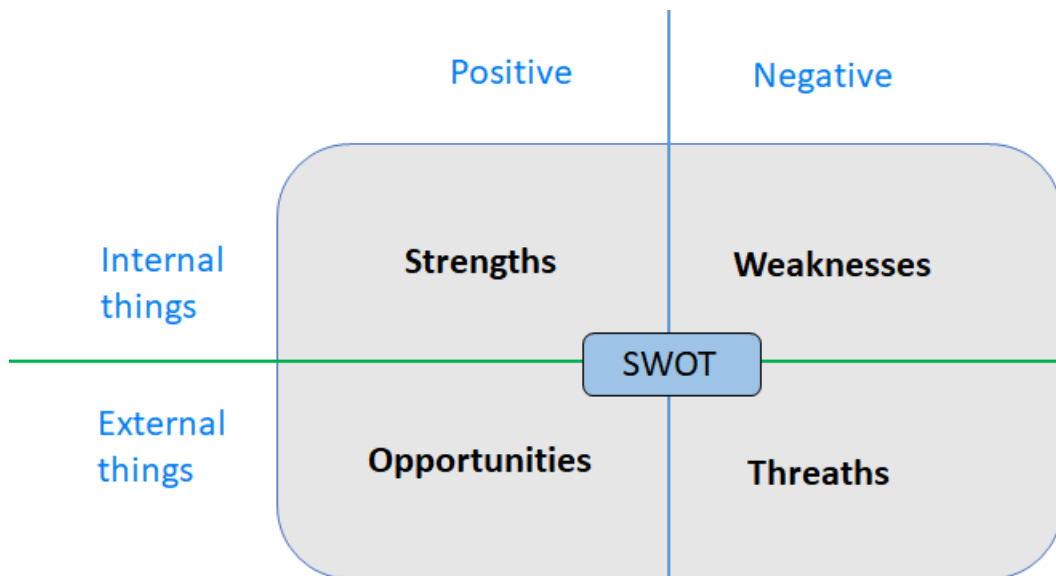 Positive
Negative
Internal
things
Strengths
Weaknesses
SWOT
External
things
Opportunities
Threaths